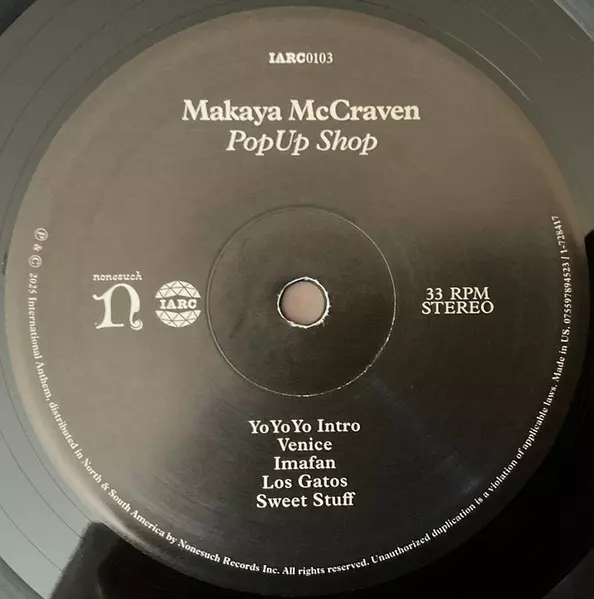 IARC0103
Makaya McCraven
PopUp Shop
nonesuch
N
IARC
33 RPM
STEREO
YoYoYo Intro
Venice
Imafan
Los Gatos
Sweet Stuff
℗ & © 2025 International Anthem, distributed in North & South America by Nonesuch Records Inc. All rights reserved. Unauthorized duplication is a violation of applicable laws. Made in US. 075597894523 / 1-728417